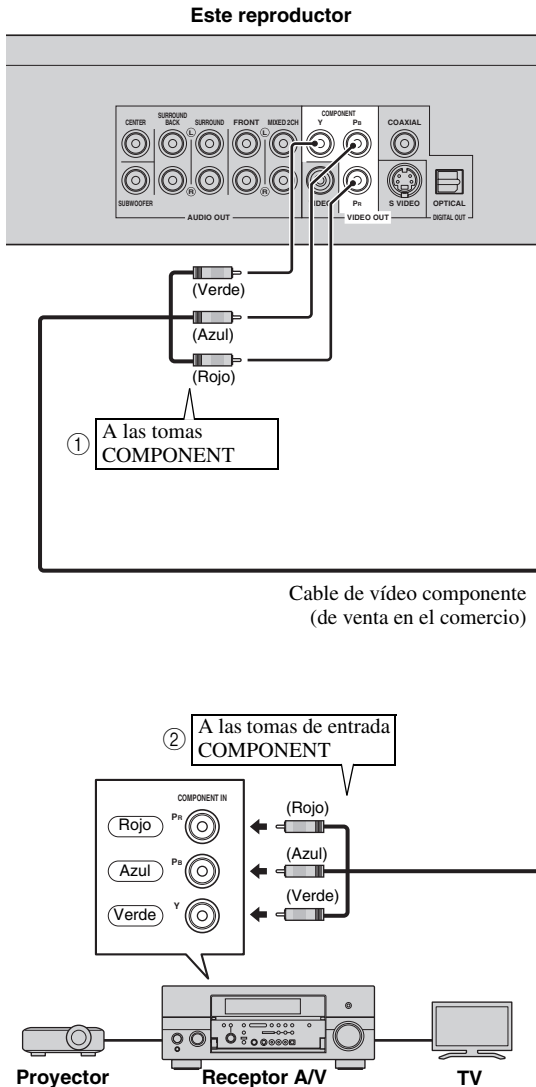 Este reproductor
CENTER
SURROUND BACK
SURROUND
FRONT
MIXED 2CH
COMPONENT
Y
PB
COAXIAL
L
L
R
R
SUBWOOFER
VIDEO
PR
S VIDEO
OPTICAL
AUDIO OUT
VIDEO OUT
DIGITAL OUT
(Verde)
(Azul)
(Rojo)
① A las tomas
COMPONENT
Cable de vídeo componente
(de venta en el comercio)
② A las tomas de entrada
COMPONENT
COMPONENT IN
Rojo PR (Rojo)
Azul PB (Azul)
Verde Y (Verde)
Proyector
Receptor A/V
TV